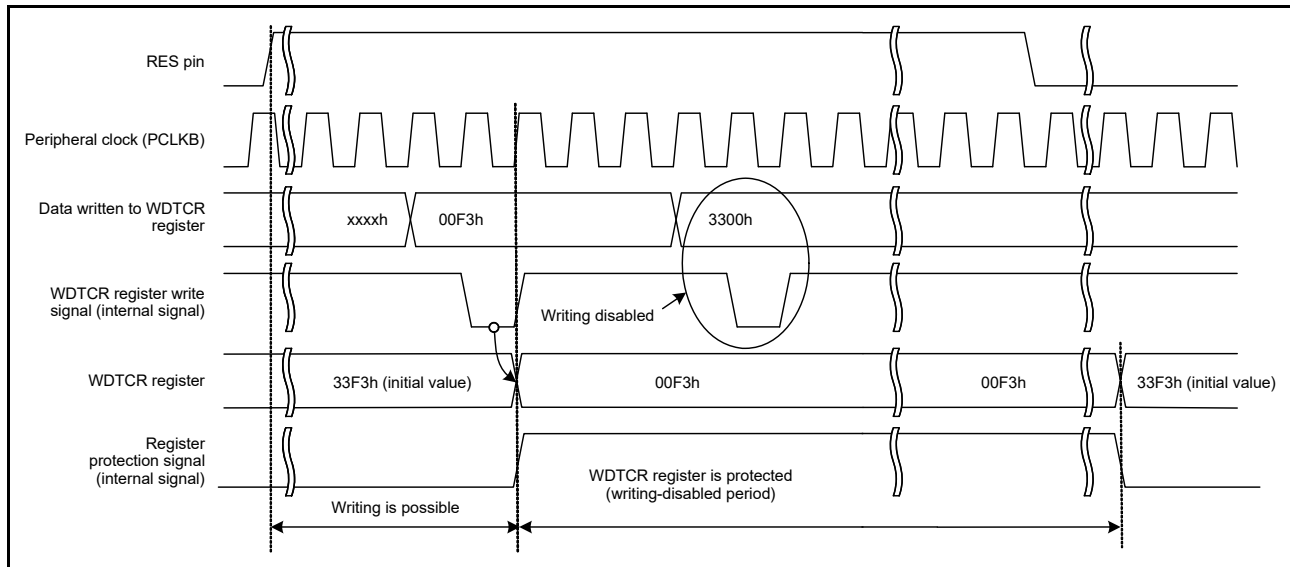 RES pin
Peripheral clock (PCLKB)
Data written to WDTCR
register
xxxxh
00F3h
3300h
WDTCR register write
signal (internal signal)
Writing disabled
WDTCR register
33F3h (initial value)
00F3h
00F3h
33F3h (initial value)
Register
protection signal
(internal signal)
WDTCR register is protected
(writing-disabled period)
Writing is possible